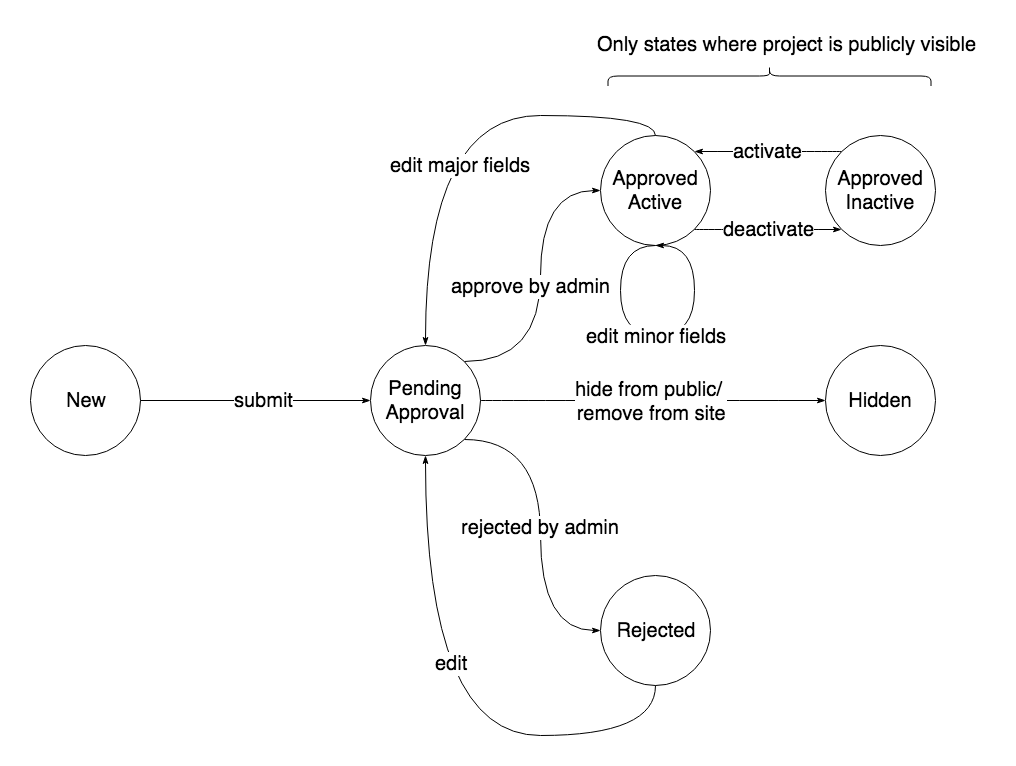 Only states where project is publicly visible
edit major fields
activate
Approved
Active
Approved
Inactive
deactivate
approve by admin
edit minor fields
New
submit
Pending
Approval
hide from public/
remove from site
Hidden
rejected by admin
Rejected
edit